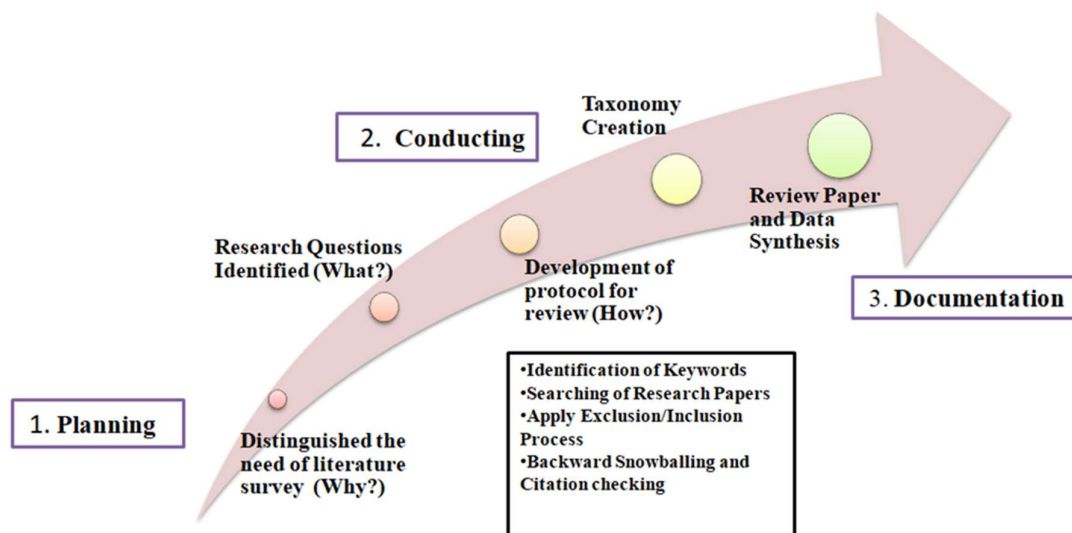 1. Planning
Distinguished the
need of literature
survey (Why?)
Research Questions
Identified (What?)
2. Conducting
Development of
protocol for
review (How?)
•Identification of Keywords
•Searching of Research Papers
•Apply Exclusion/Inclusion
Process
•Backward Snowballing and
Citation checking
Taxonomy
Creation
Review Paper
and Data
Synthesis
3. Documentation